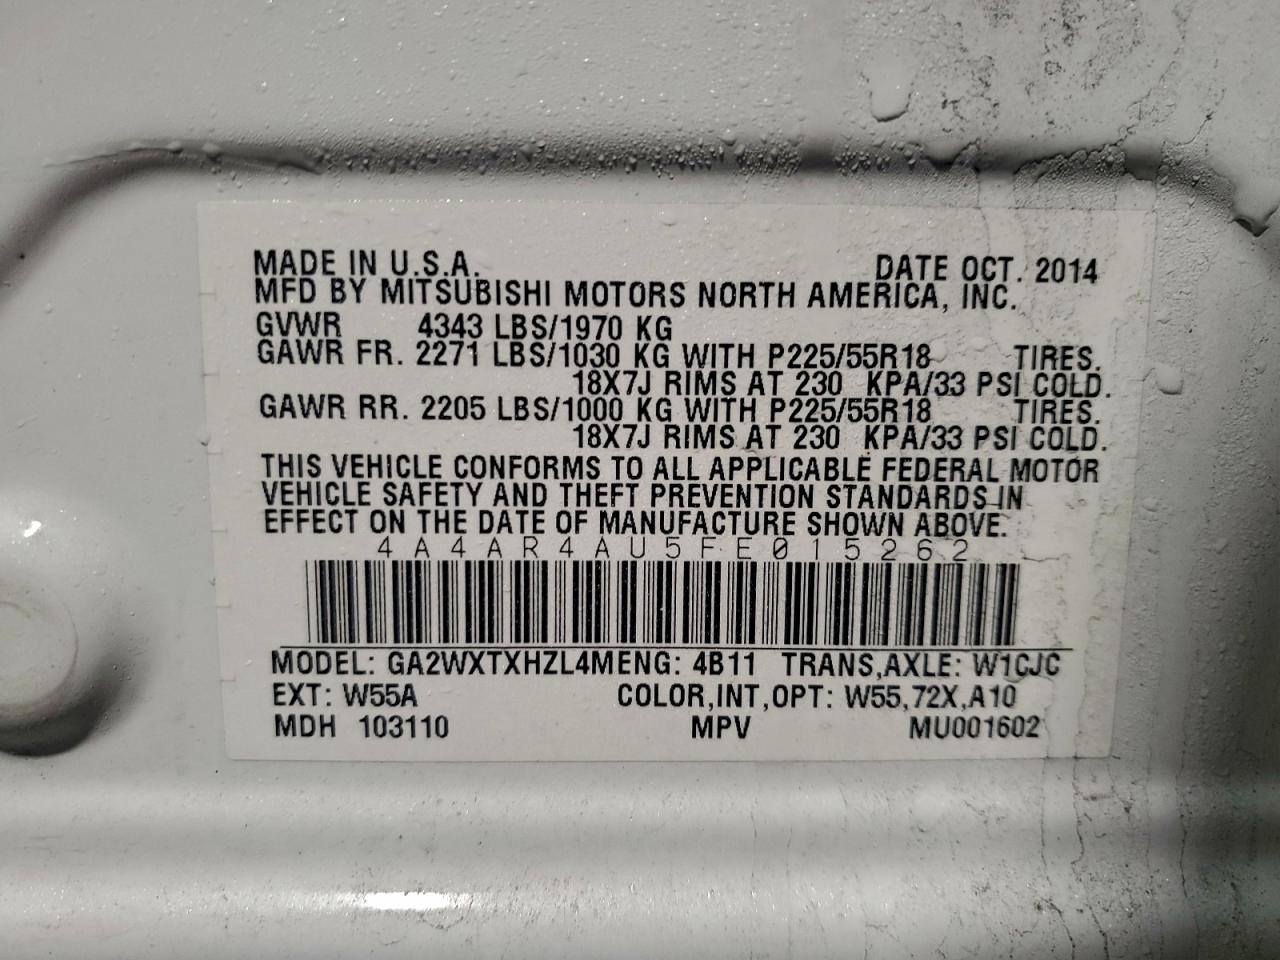 MADE IN U.S.A. DATE OCT. 2014
MFD BY MITSUBISHI MOTORS NORTH AMERICA, INC.
GVWR 4343 LBS/1970 KG
GAWR FR. 2271 LBS/1030 KG WITH P225/55R18 TIRES.
18X7J RIMS AT 230 KPA/33 PSI COLD.
GAWR RR. 2205 LBS/1000 KG WITH P225/55R18 TIRES.
18X7J RIMS AT 230 KPA/33 PSI COLD.
THIS VEHICLE CONFORMS TO ALL APPLICABLE FEDERAL MOTOR
VEHICLE SAFETY AND THEFT PREVENTION STANDARDS IN
EFFECT ON THE DATE OF MANUFACTURE SHOWN ABOVE.
4A4AR4AU5FE015262
MODEL: GA2WXTXHZL4MENG: 4B11 TRANS,AXLE: W1CJC
EXT: W55A COLOR,INT,OPT: W55,72X,A10
MDH 103110 MPV MU001602